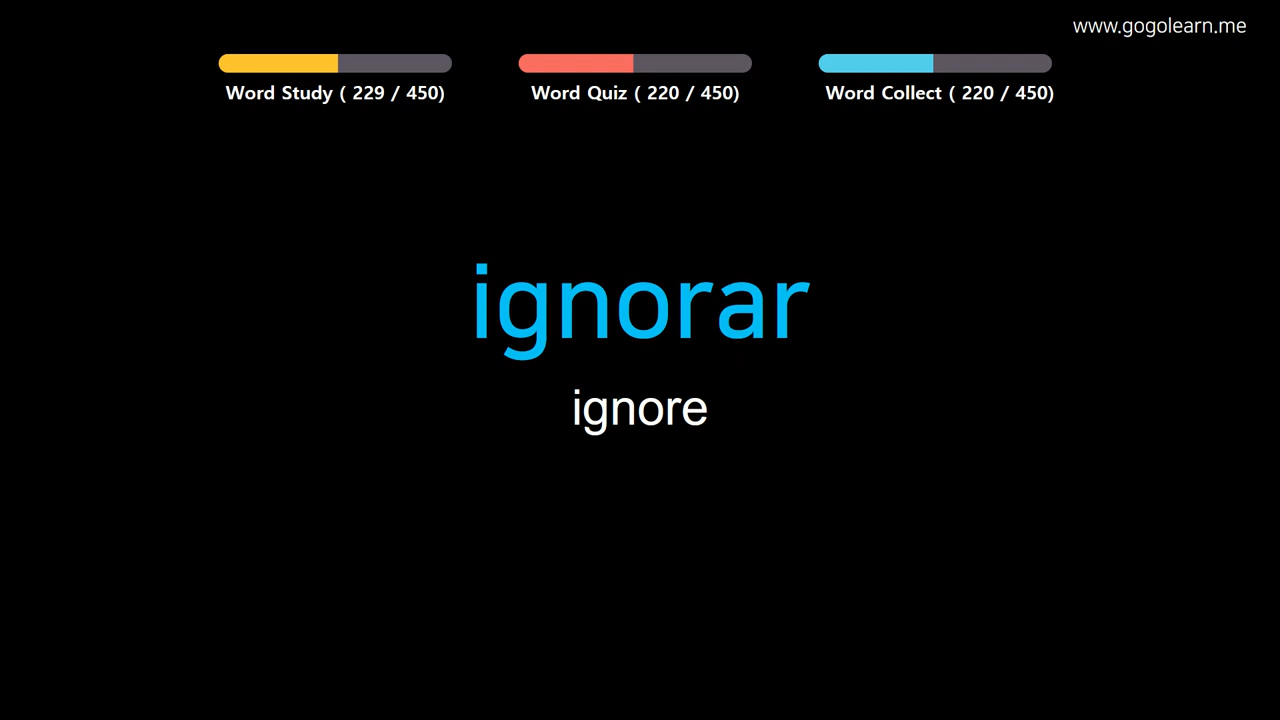 www.gogolearn.me
Word Study ( 229 / 450)
Word Quiz ( 220 / 450)
Word Collect ( 220 / 450)
ignorar
ignore